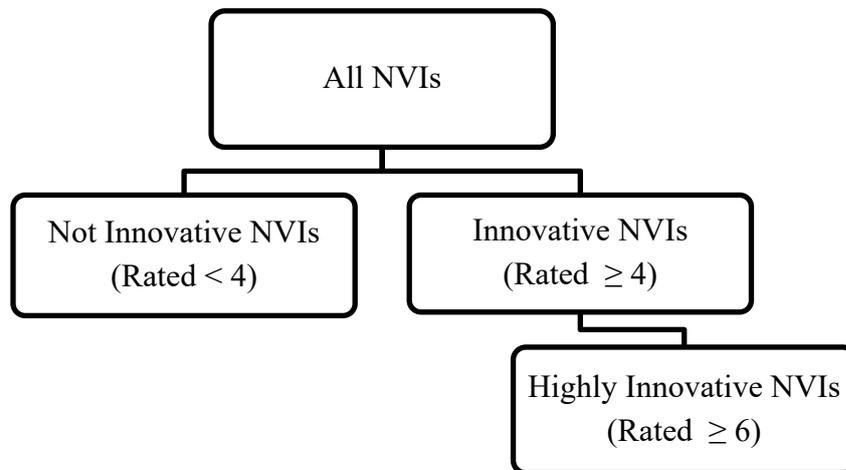 All NVIs
Not Innovative NVIs
(Rated < 4)
Innovative NVIs
(Rated ≥ 4)
Highly Innovative NVIs
(Rated ≥ 6)